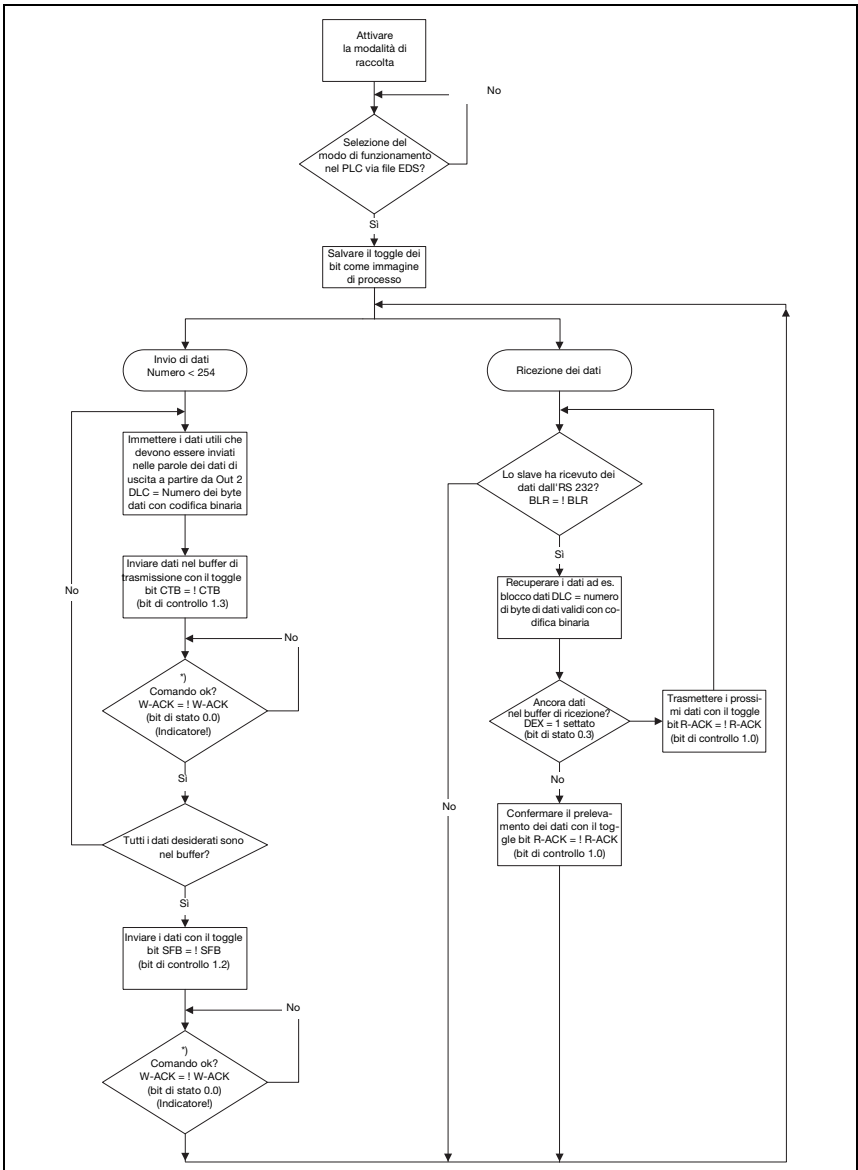 Attivare
la modalità di
raccolta
No
Selezione del
modo di funzionamento
nel PLC via file EDS?
Sì
Salvare il toggle dei
bit come immagine
di processo
Invio di dati
Numero < 254
Immettere i dati utili che
devono essere inviati
nelle parole dei dati di
uscita a partire da Out 2
DLC = Numero dei byte
dati con codifica binaria
Inviare dati nel buffer di
trasmissione con il toggle
bit CTB = ! CTB
(bit di controllo 1.3)
No
No
*)
Comando ok?
W-ACK = ! W-ACK
(bit di stato 0.0)
(Indicatore!)
Sì
Tutti i dati desiderati sono
nel buffer?
Sì
Inviare i dati con il toggle
bit SFB = ! SFB
(bit di controllo 1.2)
No
*)
Comando ok?
W-ACK = ! W-ACK
(bit di stato 0.0)
(Indicatore!)
Ricezione dei dati
Lo slave ha ricevuto dei
dati dall'RS 232?
BLR = ! BLR
Sì
Recuperare i dati ad es.
blocco dati DLC = numero
di byte di dati validi con co-
difica binaria
Ancora dati
nel buffer di ricezione?
DEX = 1 settato
(bit di stato 0.3)
Trasmettere i prossi-
mi dati con il toggle
bit R-ACK = ! R-ACK
(bit di controllo 1.0)
No
No
Confermare il preleva-
mento dei dati con il tog-
gle bit R-ACK = ! R-ACK
(bit di controllo 1.0)